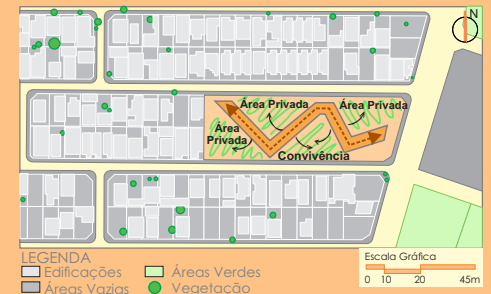 N
Área Privada
Área Privada
Área
Privada
Convivência
LEGENDA
Edificações
Áreas Verdes
Áreas Vazias
Vegetação
Escala Gráfica
0 10 20 45m